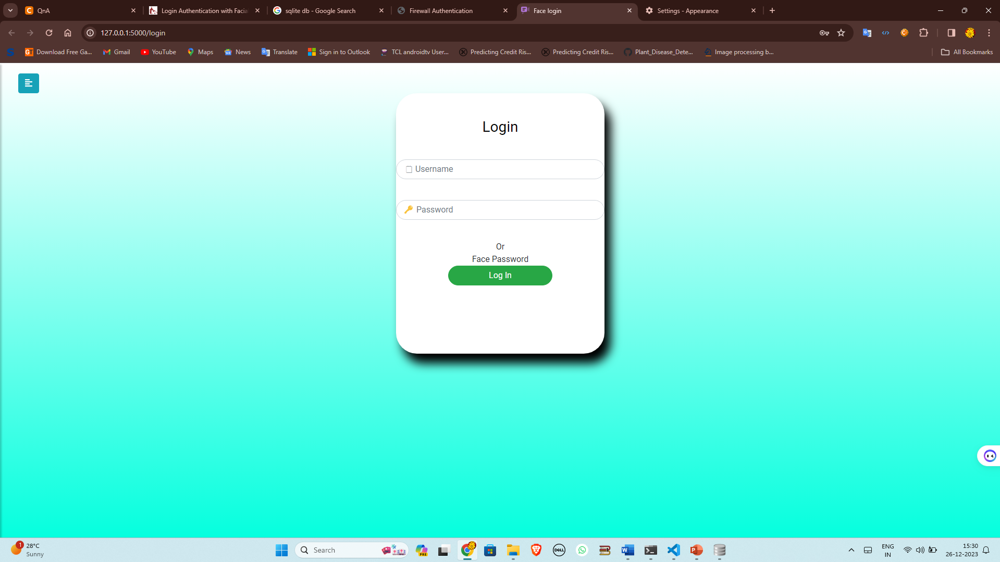 QnA
Login Authentication with Facia
sqlite db - Google Search
Firewall Authentication
Face login
Settings - Appearance
127.0.0.1:5000/login
Download Free Ga...
Gmail
YouTube
Maps
News
Translate
Sign in to Outlook
TCL androidtv User...
Predicting Credit Ris...
Predicting Credit Ris...
Plant_Disease_Dete...
Image processing b...
All Bookmarks
Login
Username
Password
Or
Face Password
Log In
1
28°C
Sunny
Search
PRE
DELL
ENG
IN
15:30
26-12-2023